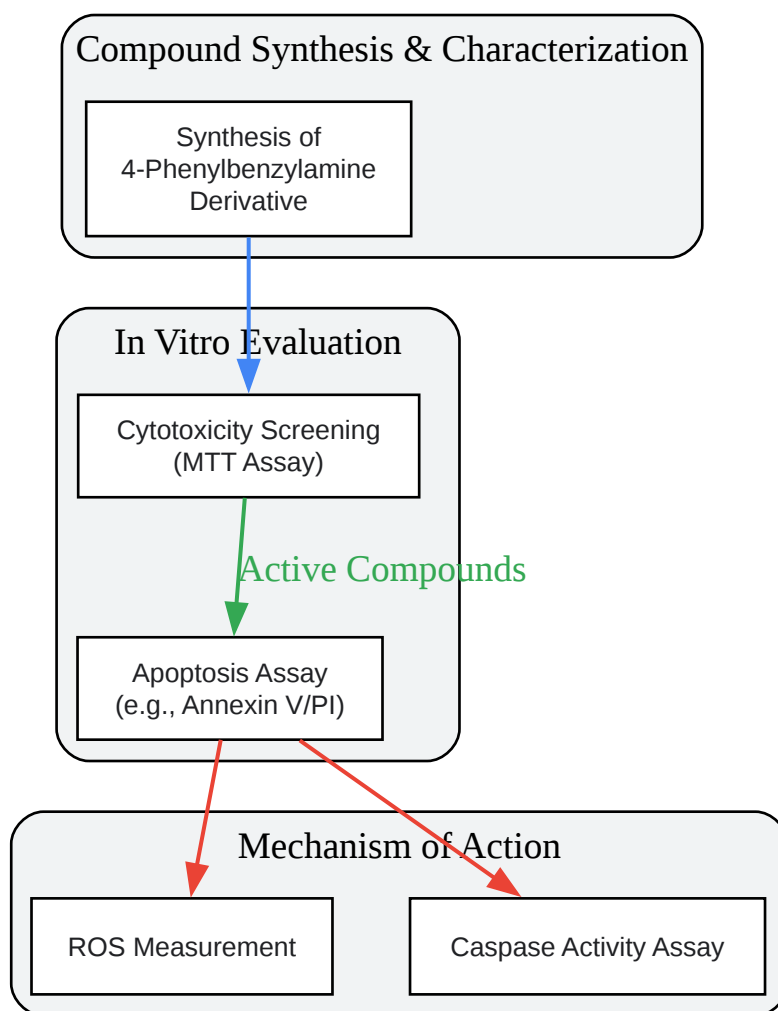 Compound Synthesis & Characterization
Synthesis of
4-Phenylbenzylamine
Derivative
In Vitro Evaluation
Cytotoxicity Screening
(MTT Assay)
Active Compounds
Apoptosis Assay
(e.g., Annexin V/PI)
Mechanism of Action
ROS Measurement
Caspase Activity Assay